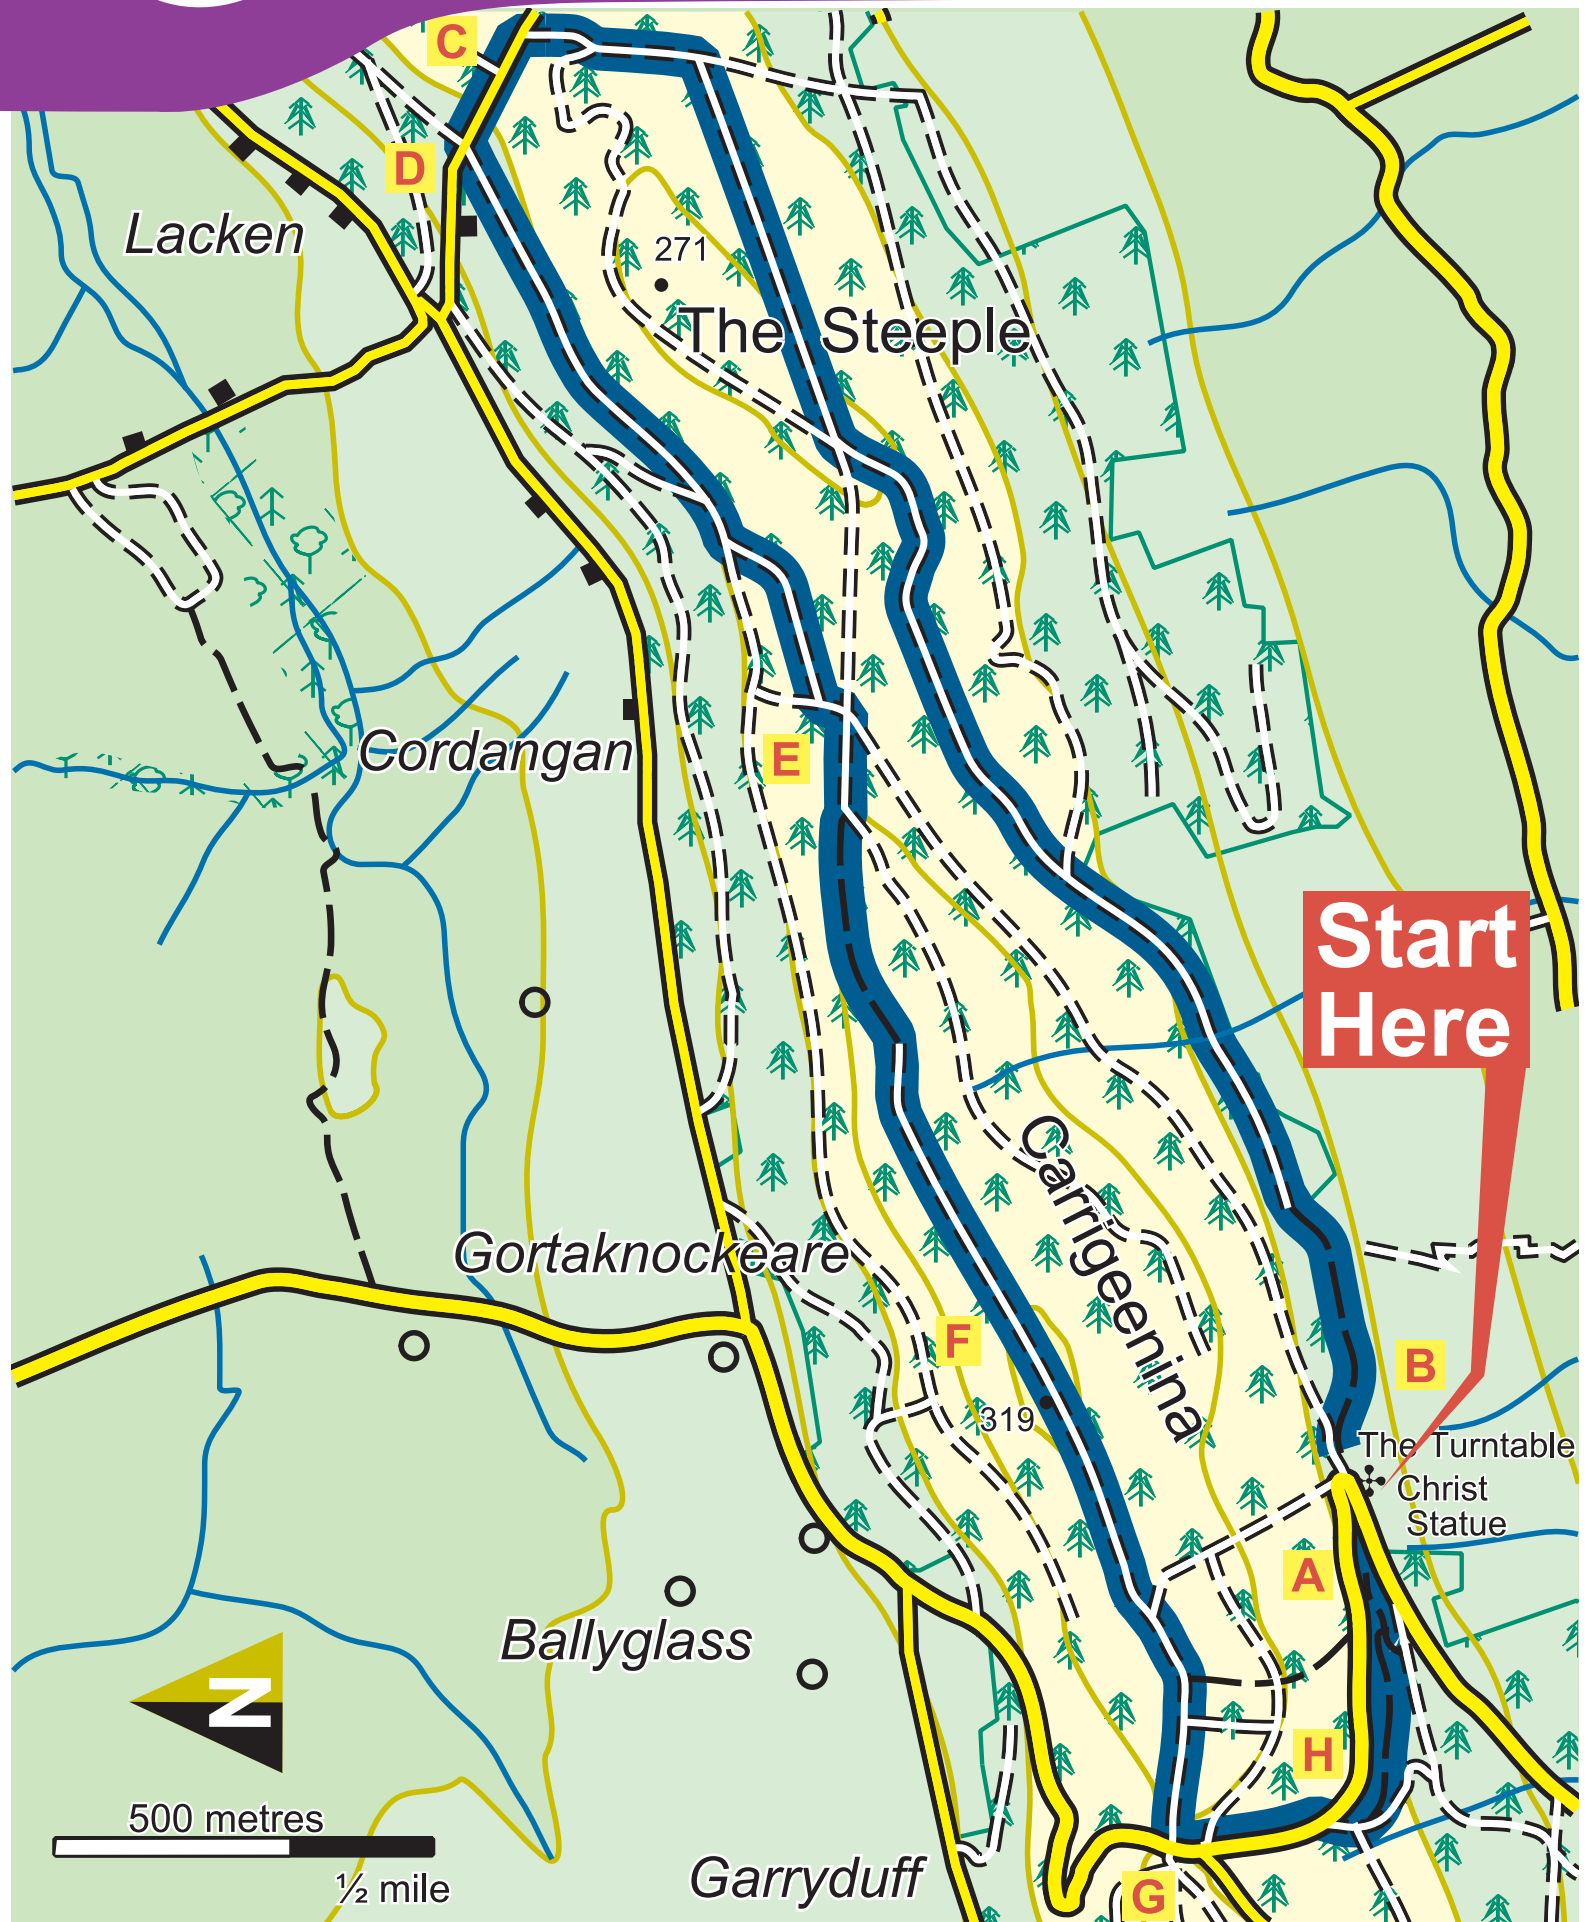 C
D
Lacken
271
The Steeple
Cordangan
E
Start
Here
Carrigeenina
Gortaknockeare
F
B
319
The Turntable
Christ
Statue
A
Ballyglass
N
H
500 metres
½ mile
Garryduff
G